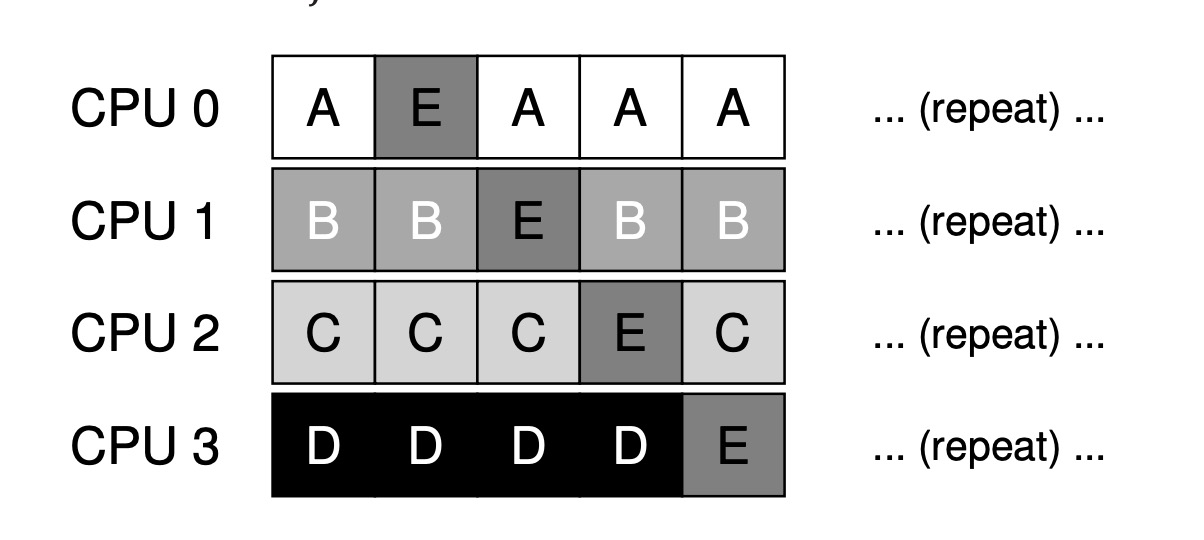 CPU 0 A E A A A ... (repeat) ...
CPU 1 B B E B B ... (repeat) ...
CPU 2 C C C E C ... (repeat) ...
CPU 3 D D D D E ... (repeat) ...